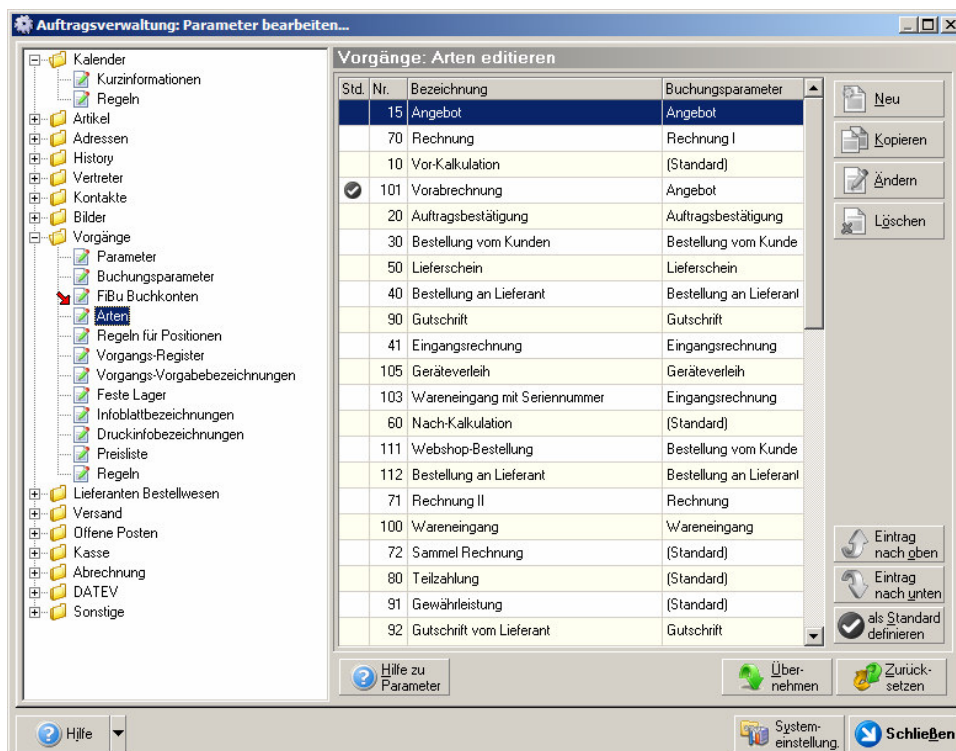 Auftragsverwaltung: Parameter bearbeiten...
Kalender
Kurzinformationen
Regeln
Artikel
Adressen
History
Vertreter
Kontakte
Bilder
Vorgänge
Parameter
Buchungsparameter
FiBu Buchkonten
Arten
Regeln für Positionen
Vorgangs-Register
Vorgangs-Vorgabebezeichnungen
Feste Lager
Infoblattbezeichnungen
Druckinfobezeichnungen
Preisliste
Regeln
Lieferanten Bestellwesen
Versand
Offene Posten
Kasse
Abrechnung
DATEV
Sonstige
Vorgänge: Arten editieren
Std. Nr. Bezeichnung Buchungsparameter
15 Angebot Angebot
70 Rechnung Rechnung I
10 Vor-Kalkulation (Standard)
101 Vorabrechnung Angebot
20 Auftragsbestätigung Auftragsbestätigung
30 Bestellung vom Kunden Bestellung vom Kunde
50 Lieferschein Lieferschein
40 Bestellung an Lieferant Bestellung an Lieferant
90 Gutschrift Gutschrift
41 Eingangsrechnung Eingangsrechnung
105 Geräteverleih Geräteverleih
103 Wareneingang mit Seriennummer Eingangsrechnung
60 Nach-Kalkulation (Standard)
111 Webshop-Bestellung Bestellung vom Kunde
112 Bestellung an Lieferant Bestellung an Lieferant
71 Rechnung II Rechnung
100 Wareneingang Wareneingang
72 Sammel Rechnung (Standard)
80 Teilzahlung (Standard)
91 Gewährleistung (Standard)
92 Gutschrift vom Lieferant Gutschrift
Neu
Kopieren
Ändern
Löschen
Eintrag
nach oben
Eintrag
nach unten
als Standard
definieren
Hilfe zu
Parameter
Über-
nehmen
Zurück-
setzen
Hilfe
System-
einstellung.
Schließen